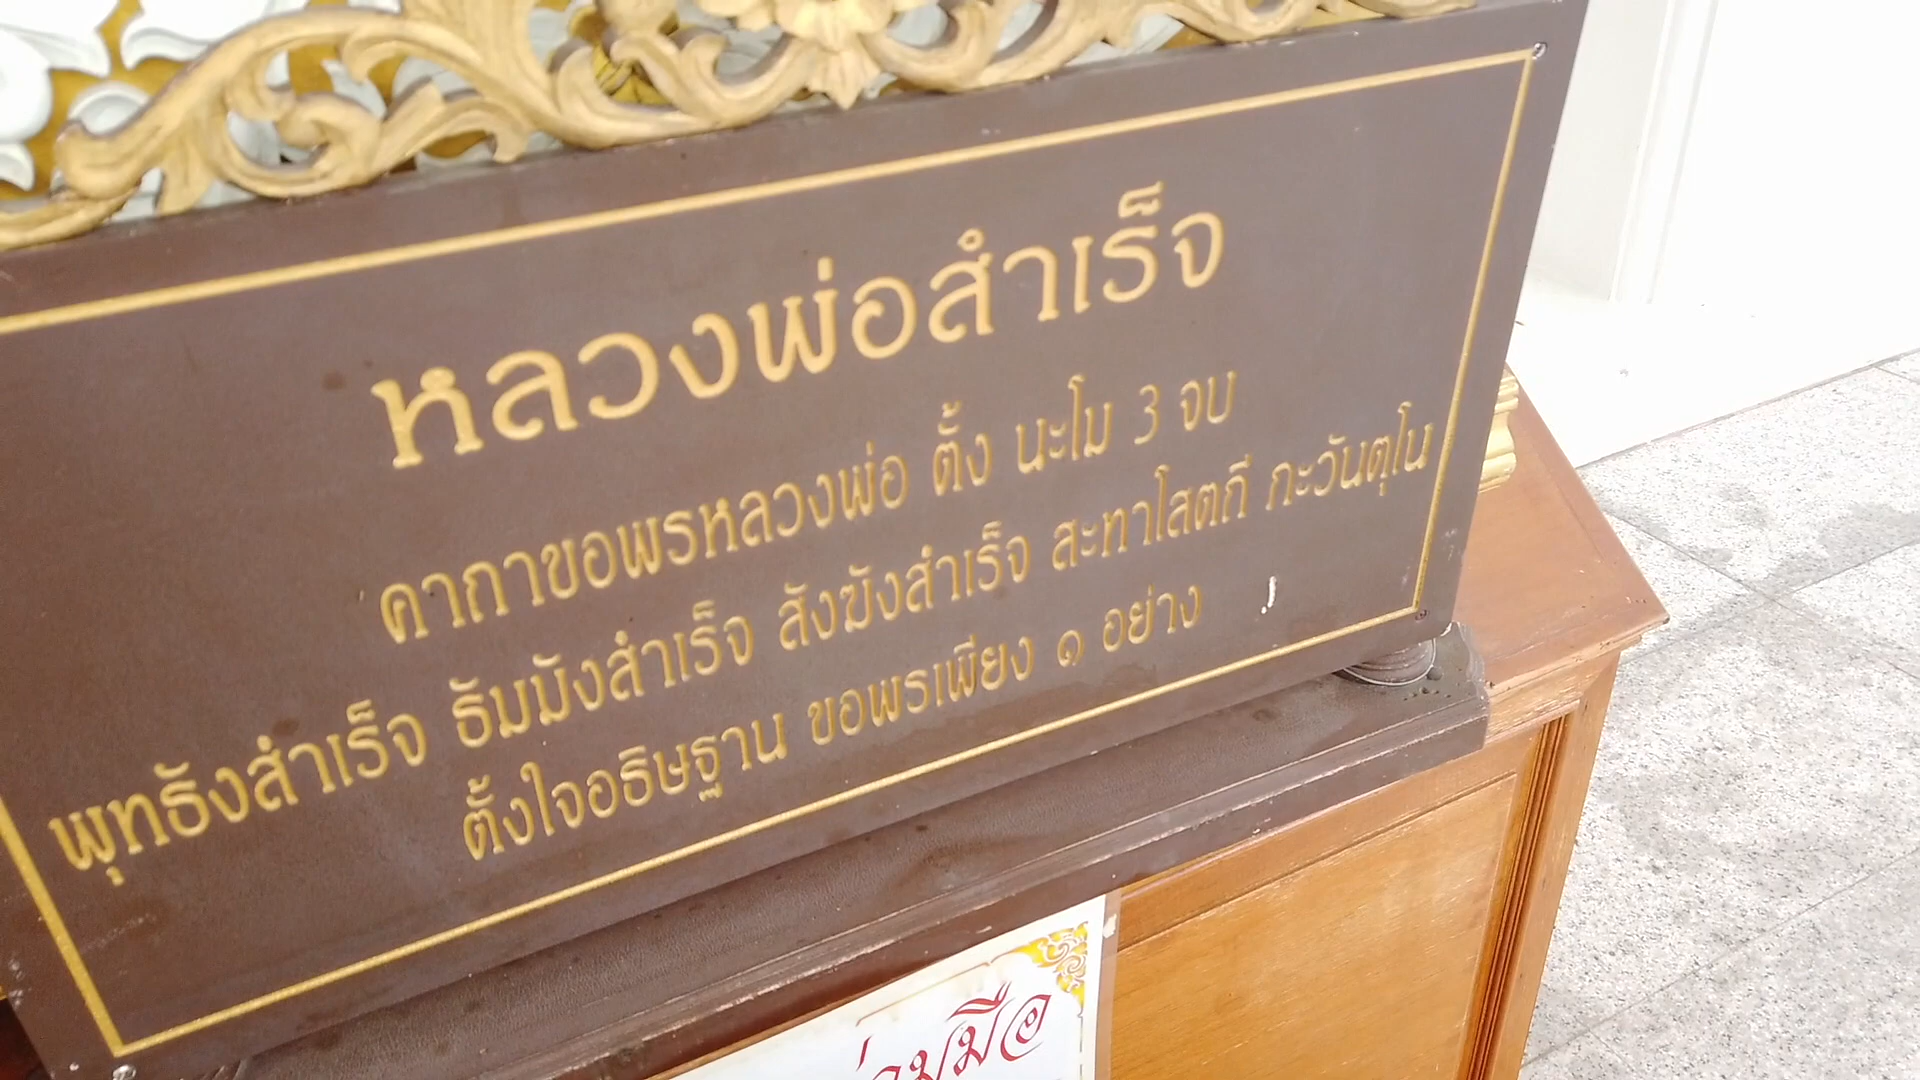 หลวงพ่อสำเร็จ
คาถาขอพรหลวงพ่อ ตั้ง นะโม 3 จบ
พุทธังสำเร็จ ธัมมังสำเร็จ สังฆังสำเร็จ สะทาโสตถี ภะวันตุโน
ตั้งใจอธิษฐาน ขอพรเพียง ๑ อย่าง